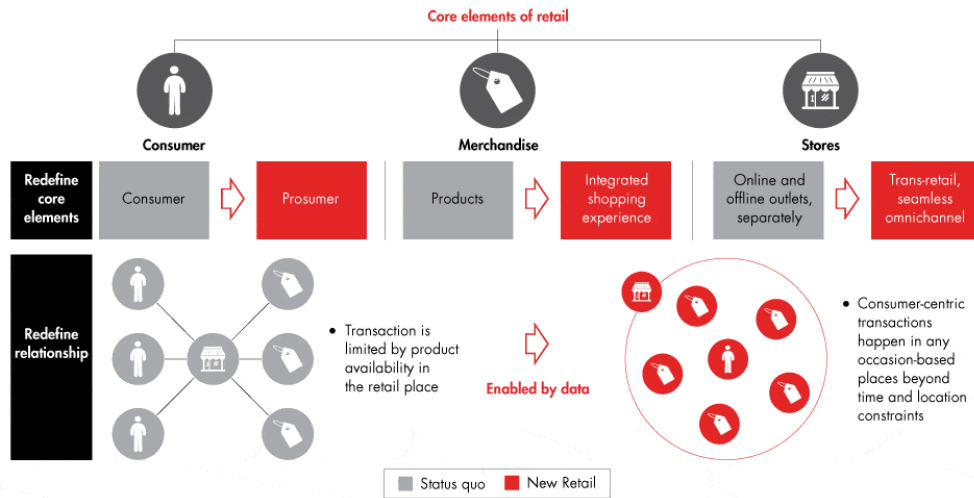 Core elements of retail
Consumer
Merchandise
Stores
Redefine
core
elements
Consumer
Prosumer
Products
Integrated
shopping
experience
Online and
offline outlets,
separately
Trans-retail,
seamless
omnichannel
Redefine
relationship
• Transaction is
limited by product
availability in
the retail place
Enabled by data
• Consumer-centric
transactions
happen in any
occasion-based
places beyond
time and location
constraints
Status quo
New Retail